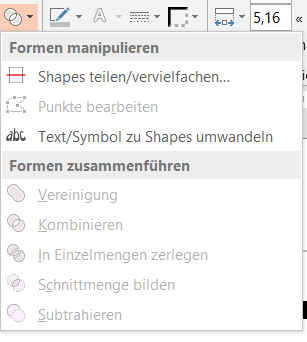 5,16 «
Formen manipulieren
Shapes teilen/vervielfachen...
Punkte bearbeiten
abc Text/Symbol zu Shapes umwandeln
Formen zusammenführen
Vereinigung
Kombinieren
In Einzelmengen zerlegen
Schnittmenge bilden
Subtrahieren